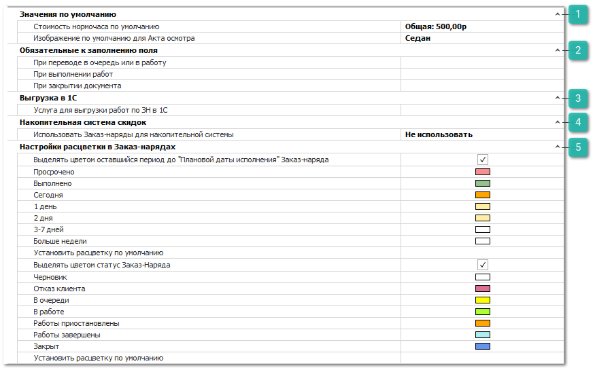 Значения по умолчанию 1
Стоимость нормочаса по умолчанию Общая: 500,00р
Изображение по умолчанию для Акта осмотра Седан
Обязательные к заполнению поля 2
При переводе в очередь или в работу
При выполнении работ
При закрытии документа
Выгрузка в 1С 3
Услуга для выгрузки работ по ЗН в 1С
Накопительная система скидок 4
Использовать Заказ-наряды для накопительной системы Не использовать
Настройки расцветки в Заказ-нарядах 5
Выделять цветом оставшийся период до "Плановой даты исполнения" Заказ-наряда
Просрочено
Выполнено
Сегодня
1 день
2 дня
3-7 дней
Больше недели
Установить расцветку по умолчанию
Выделять цветом статус Заказ-Наряда
Черновик
Отказ клиента
В очереди
В работе
Работы приостановлены
Работы завершены
Закрыт
Установить расцветку по умолчанию